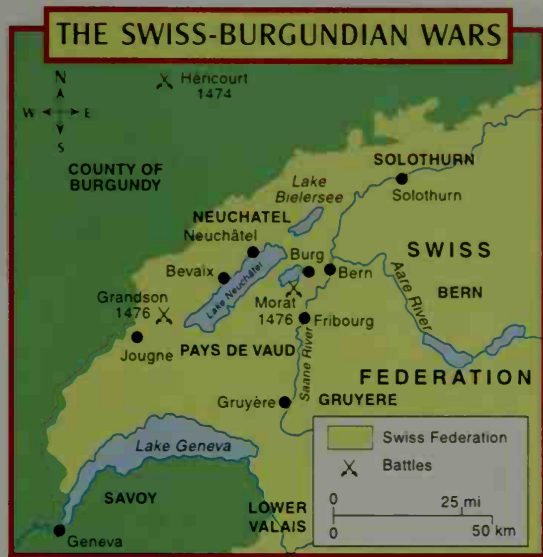 THE SWISS-BURGUNDIAN WARS
N
W E
S
Héricourt
1474
COUNTY OF
BURGUNDY
SOLOTHURN
Solothurn
Lake
Bielersee
NEUCHATEL
Neuchâtel
SWISS
Bevaix
Lake Neuchâtel
Burg
Bern
BERN
Grandson
1476
Morat
1476
Fribourg
Aare River
Jougne
PAYS DE VAUD
Saane River
FEDERATION
Gruyère
GRUYERE
Lake Geneva
Swiss Federation
Battles
SAVOY
LOWER
VALAIS
0 25 mi
0 50 km
Geneva